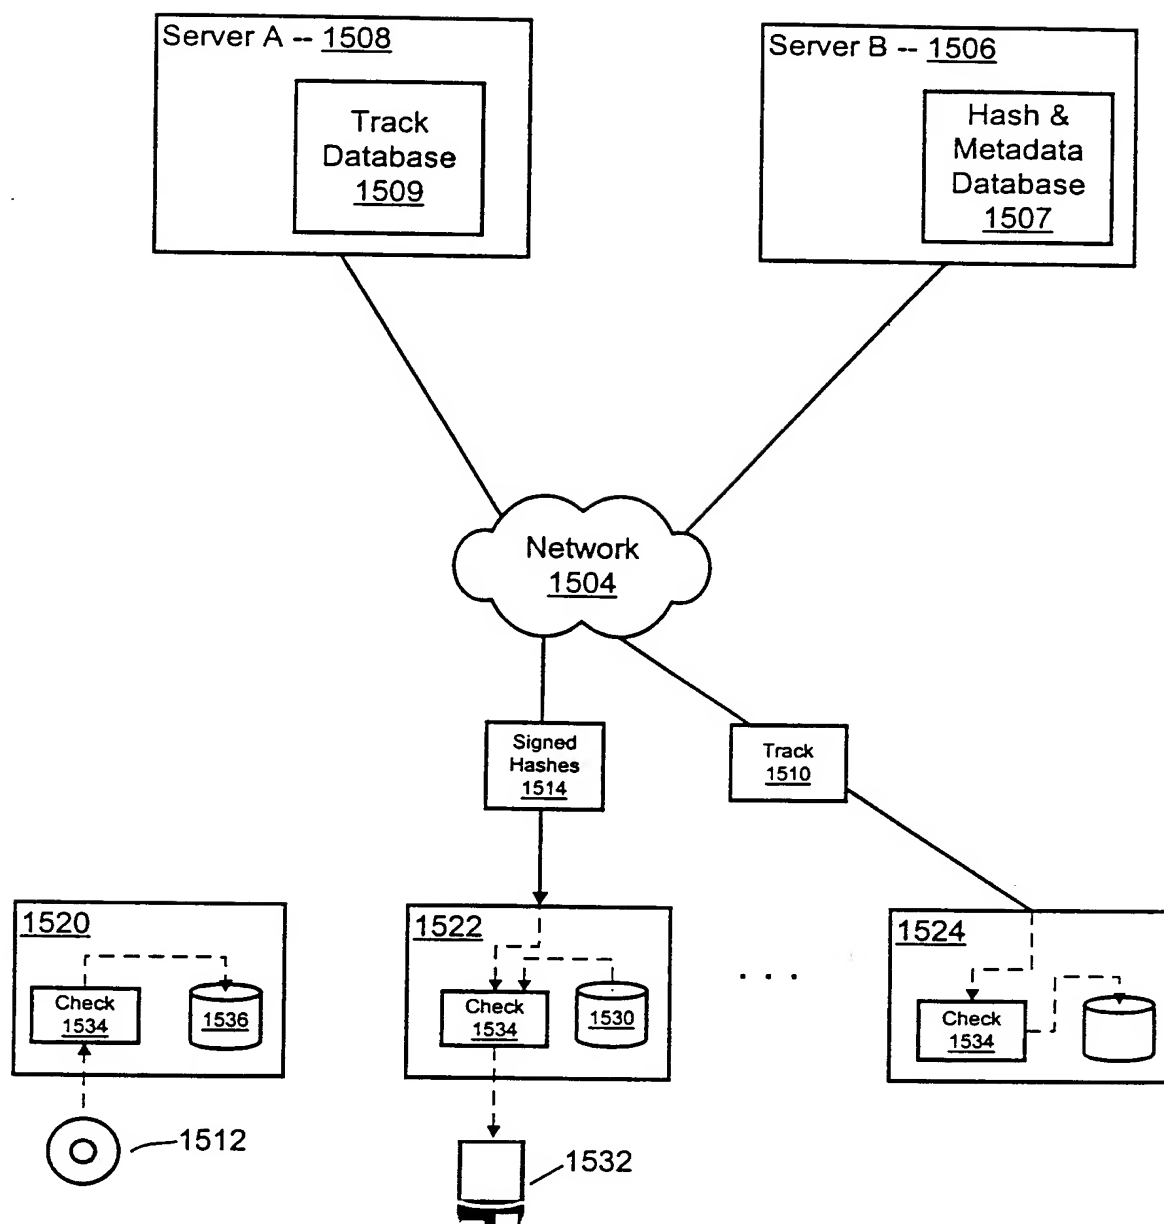 Server A -- 1508
Track
Database
1509
Server B -- 1506
Hash &
Metadata
Database
1507
Network
1504
Signed
Hashes
1514
Track
1510
1520
Check
1534
1536
1512
1522
Check
1534
1530
1532
. . .
1524
Check
1534